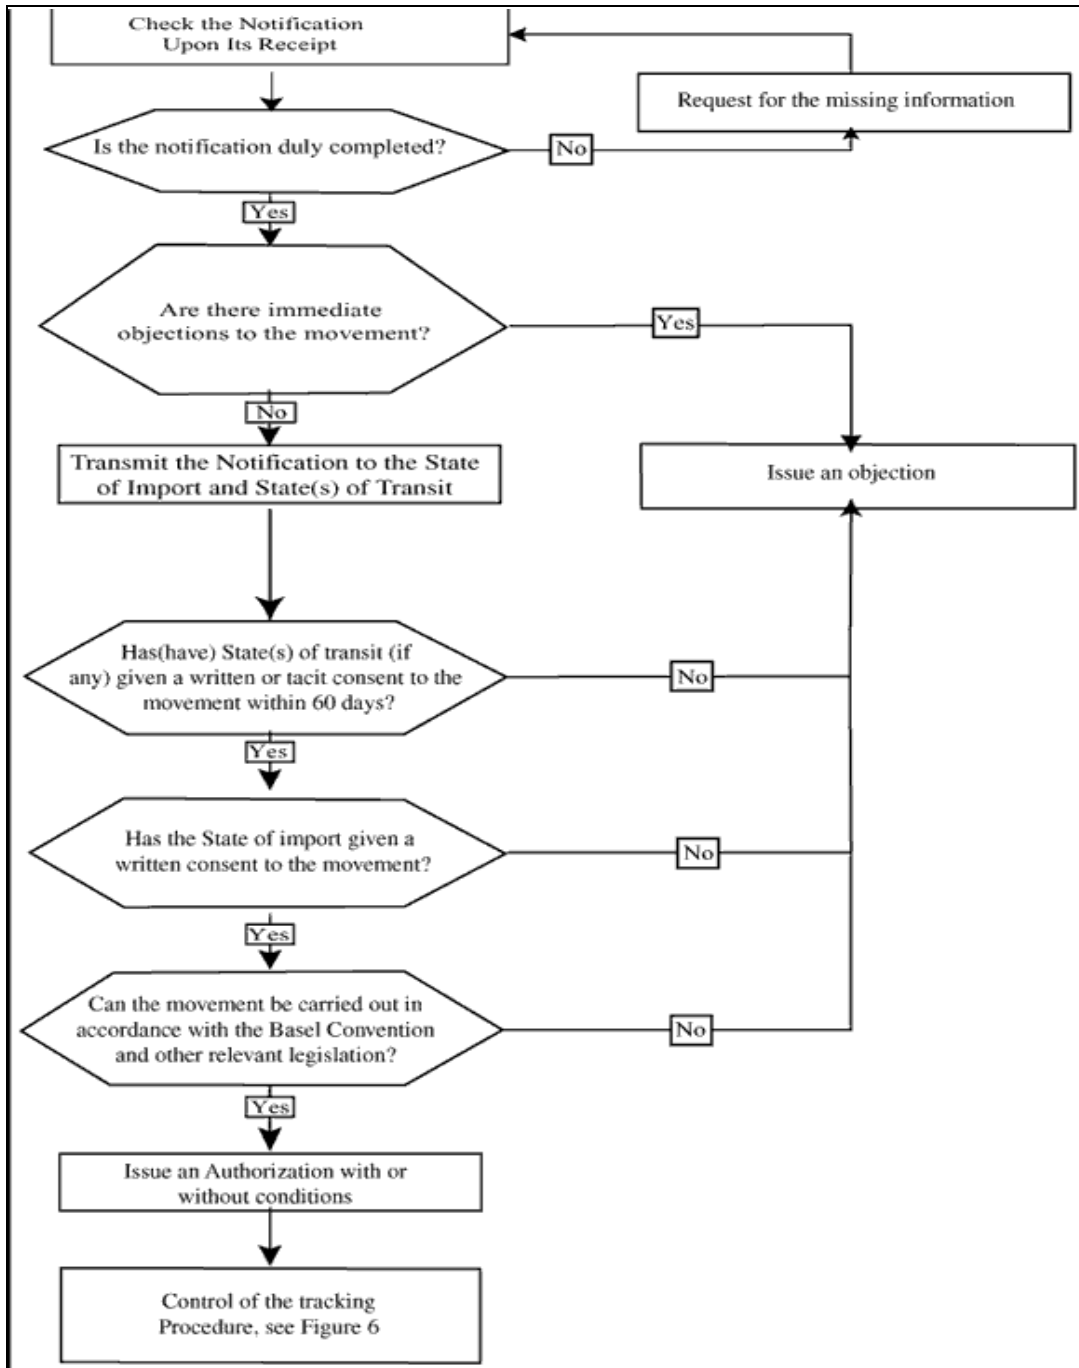 Check the Notification
Upon Its Receipt
Request for the missing information
Is the notification duly completed?
No
Yes
Are there immediate
objections to the movement?
Yes
No
Transmit the Notification to the State
of Import and State(s) of Transit
Issue an objection
Has(have) State(s) of transit (if
any) given a written or tacit consent to the
movement within 60 days?
No
Yes
Has the State of import given a
written consent to the movement?
No
Yes
Can the movement be carried out in
accordance with the Basel Convention
and other relevant legislation?
No
Yes
Issue an Authorization with or
without conditions
Control of the tracking
Procedure, see Figure 6